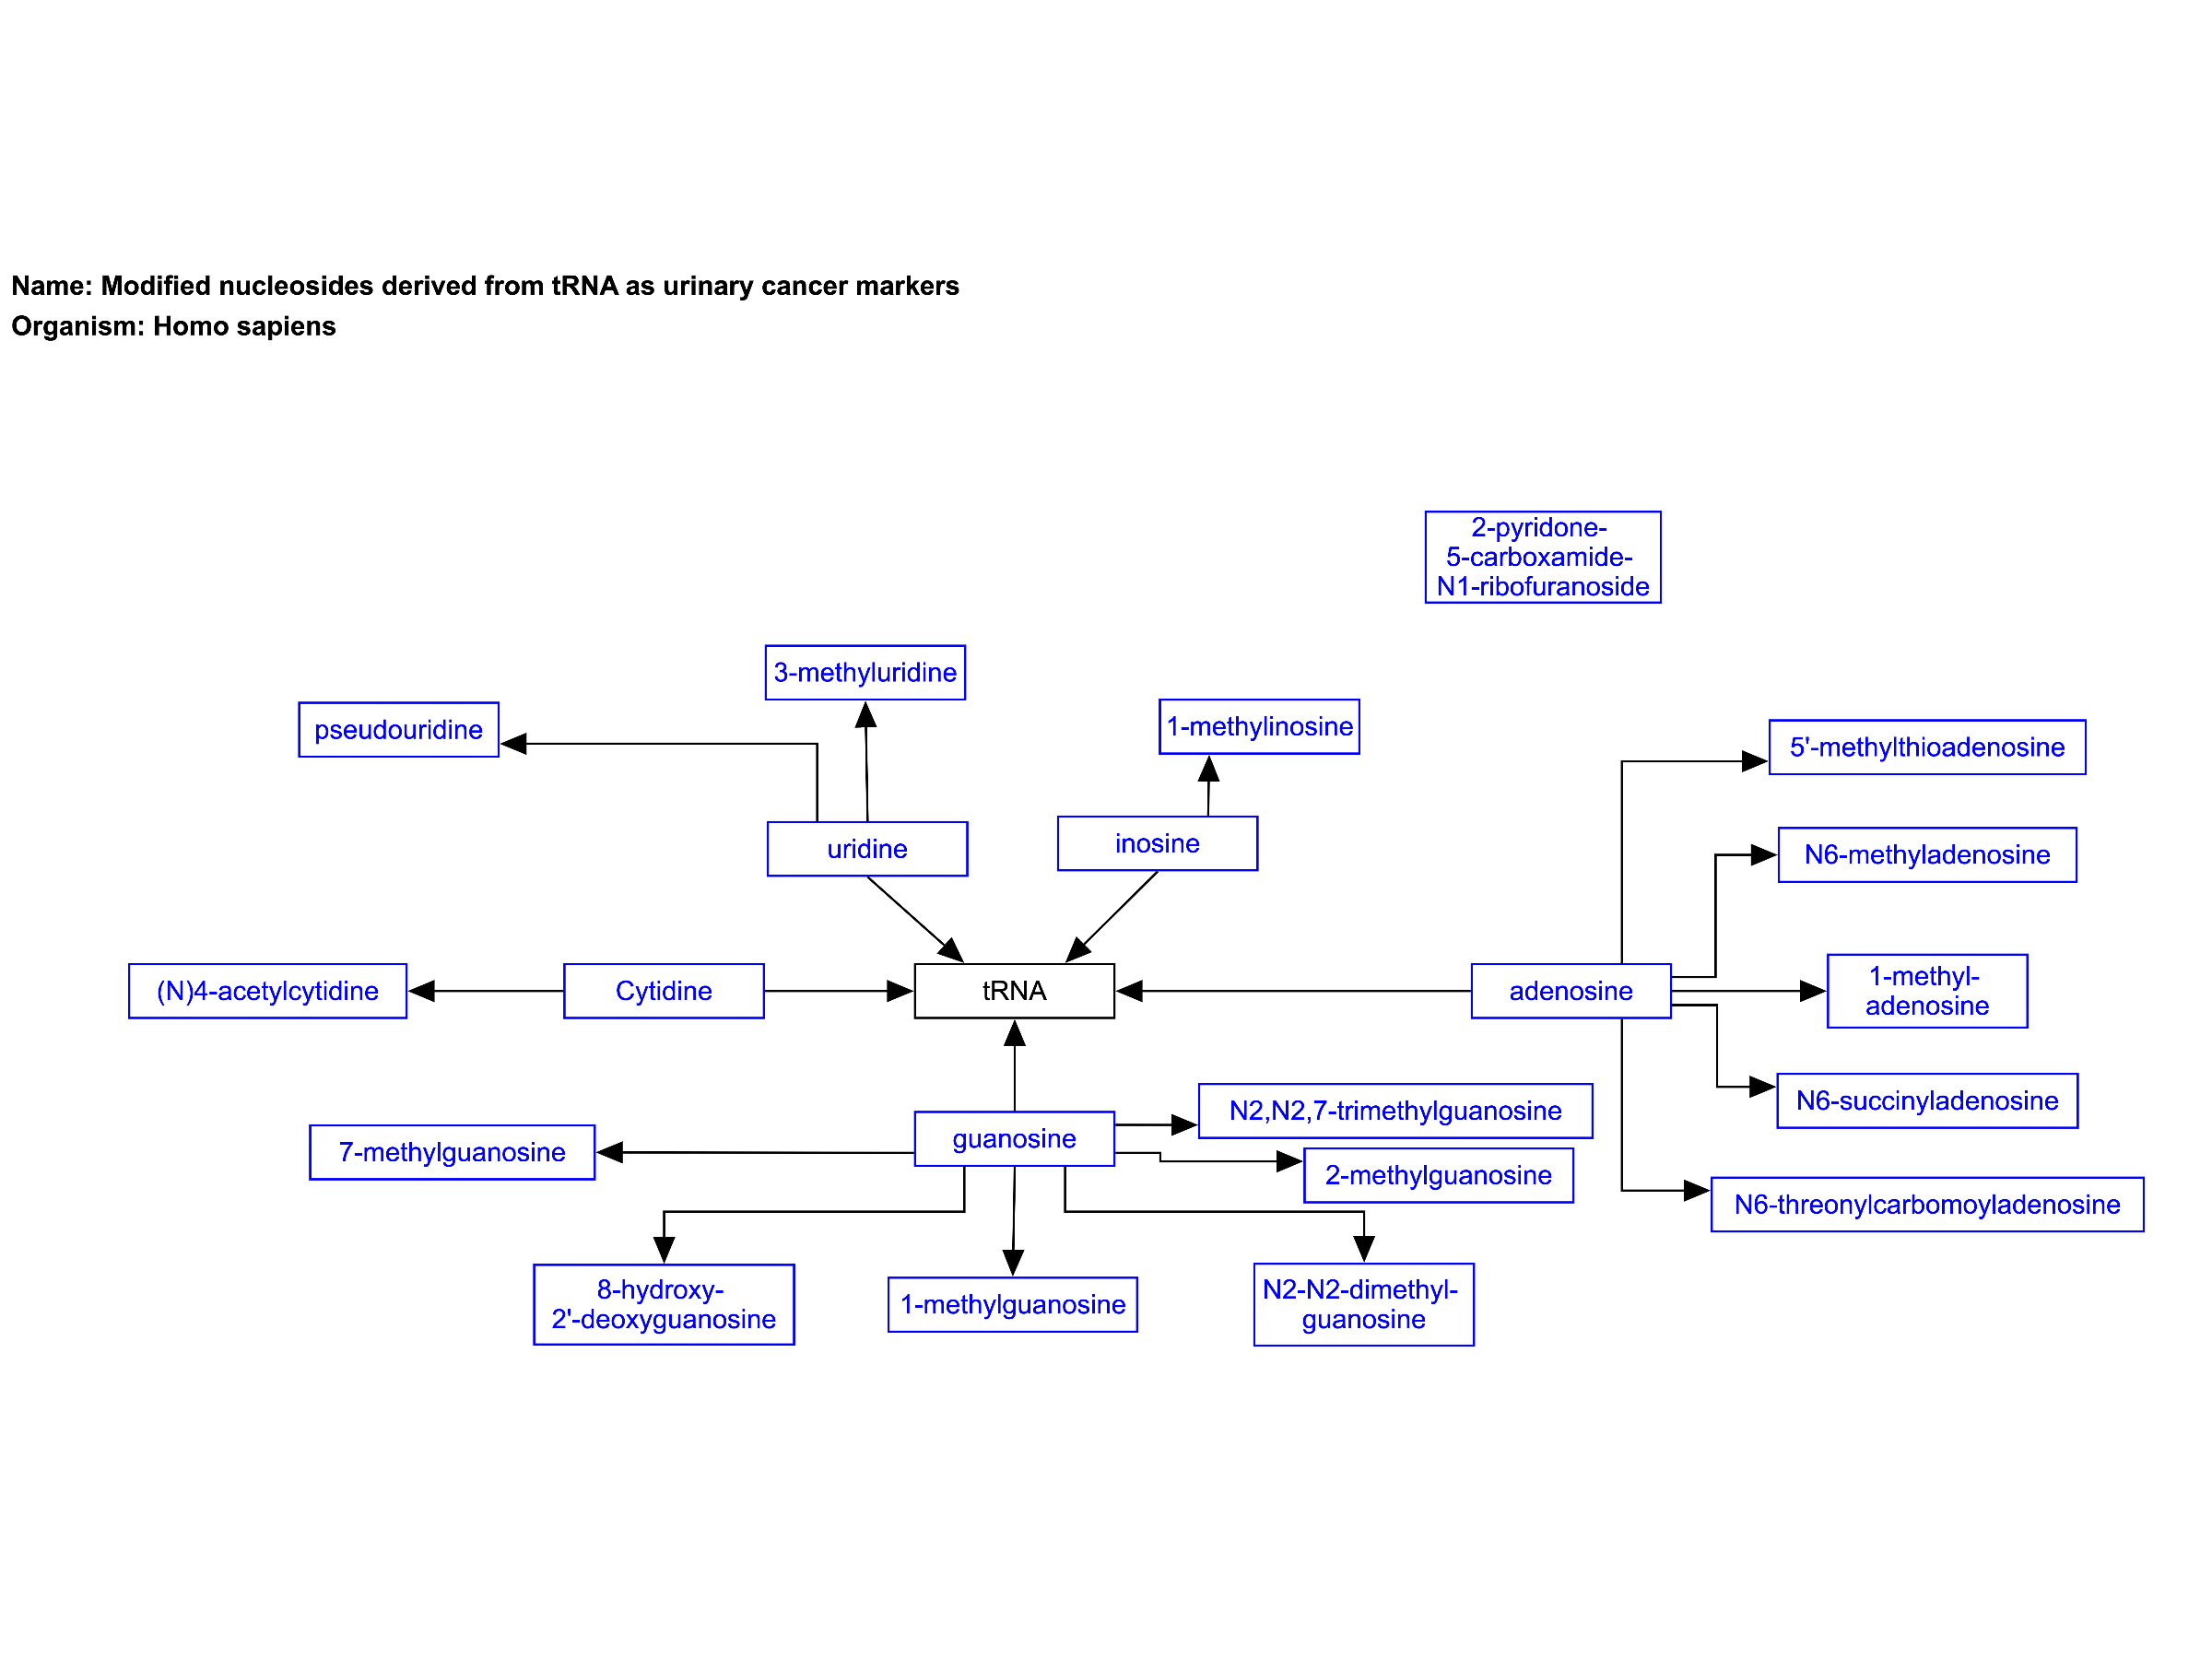 Name: Modified nucleosides derived from tRNA as urinary cancer markers
Organism: Homo sapiens
2-pyridone-
5-carboxamide-
N1-ribofuranoside
3-methyluridine
pseudouridine
1-methylinosine
5'-methylthioadenosine
uridine
inosine
N6-methyladenosine
(N)4-acetylcytidine
Cytidine
tRNA
adenosine
1-methyl-
adenosine
N2,N2,7-trimethylguanosine
N6-succinyladenosine
guanosine
7-methylguanosine
2-methylguanosine
N6-threonylcarbomoyladenosine
8-hydroxy-
2'-deoxyguanosine
1-methylguanosine
N2-N2-dimethyl-
guanosine